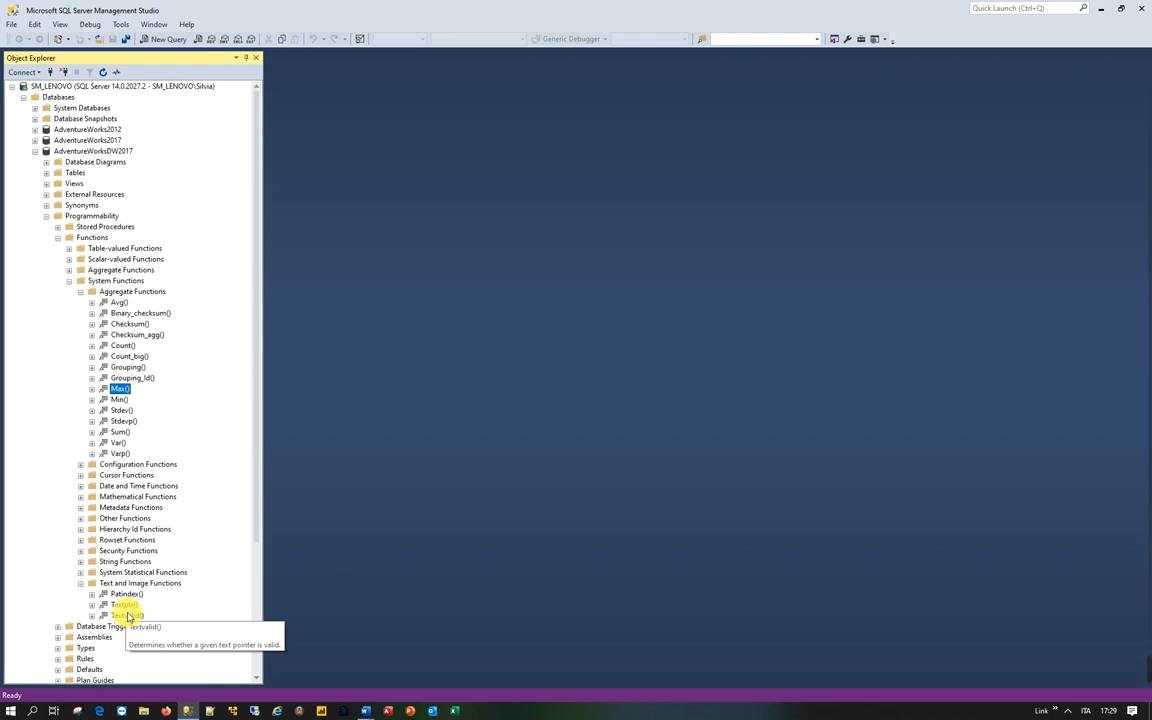 Microsoft SQL Server Management Studio
Quick Launch (Ctrl+Q)
File Edit View Debug Tools Window Help
New Query
Generic Debugger
Object Explorer
Connect
SM_LENOVO (SQL Server 14.0.2027.2 - SM_LENOVO\Silvia)
Databases
System Databases
Database Snapshots
AdventureWorks2012
AdventureWorks2017
AdventureWorksDW2017
Database Diagrams
Tables
Views
External Resources
Synonyms
Programmability
Stored Procedures
Functions
Table-valued Functions
Scalar-valued Functions
Aggregate Functions
System Functions
Aggregate Functions
Avg()
Binary_checksum()
Checksum()
Checksum_agg()
Count()
Count_big()
Grouping()
Grouping_Id()
Max()
Min()
Stdev()
Stdevp()
Sum()
Var()
Varp()
Configuration Functions
Cursor Functions
Date and Time Functions
Mathematical Functions
Metadata Functions
Other Functions
Hierarchy Id Functions
Rowset Functions
Security Functions
String Functions
System Statistical Functions
Text and Image Functions
Patindex()
Textptr()
Textvalid()
Database Trigg
Textvalid()
Assemblies
Determines whether a given text pointer is valid.
Types
Rules
Defaults
Plan Guides
Ready
Link
ITA
17:29